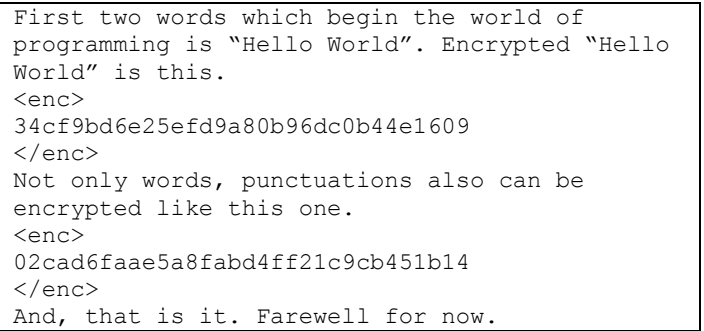 First two words which begin the world of
programming is “Hello World”. Encrypted “Hello
World” is this.
<enc>
34cf9bd6e25efd9a80b96dc0b44e1609
</enc>
Not only words, punctuations also can be
encrypted like this one.
<enc>
02cad6faae5a8fabd4ff21c9cb451b14
</enc>
And, that is it. Farewell for now.